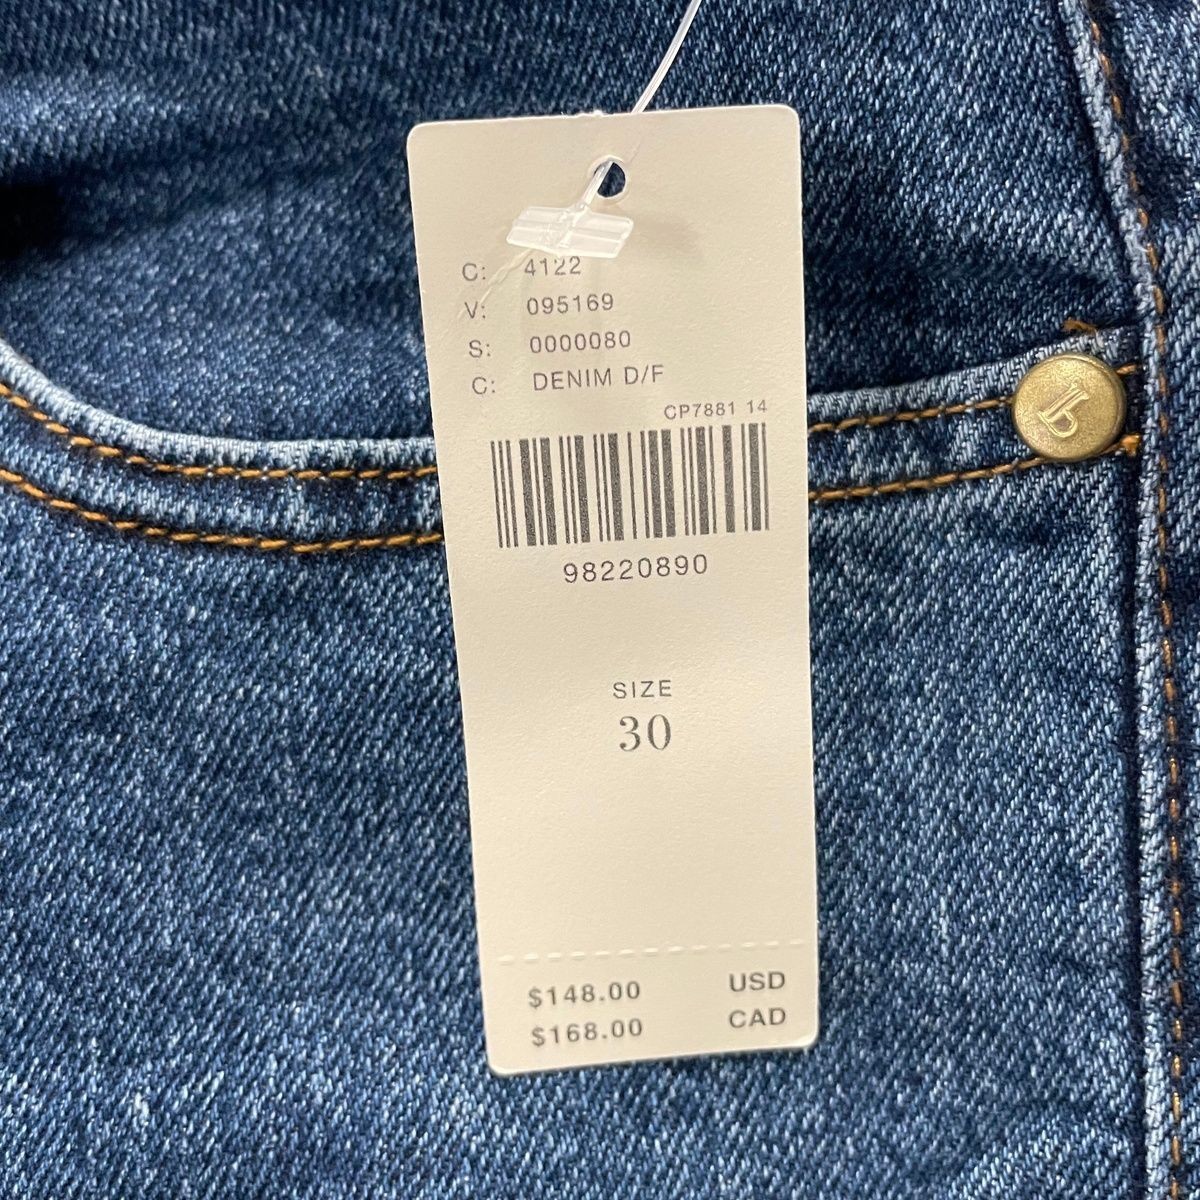 C: 4122
V: 095169
S: 0000080
C: DENIM D/F
CP7881 14
98220890
SIZE
30
$148.00 USD
$168.00 CAD